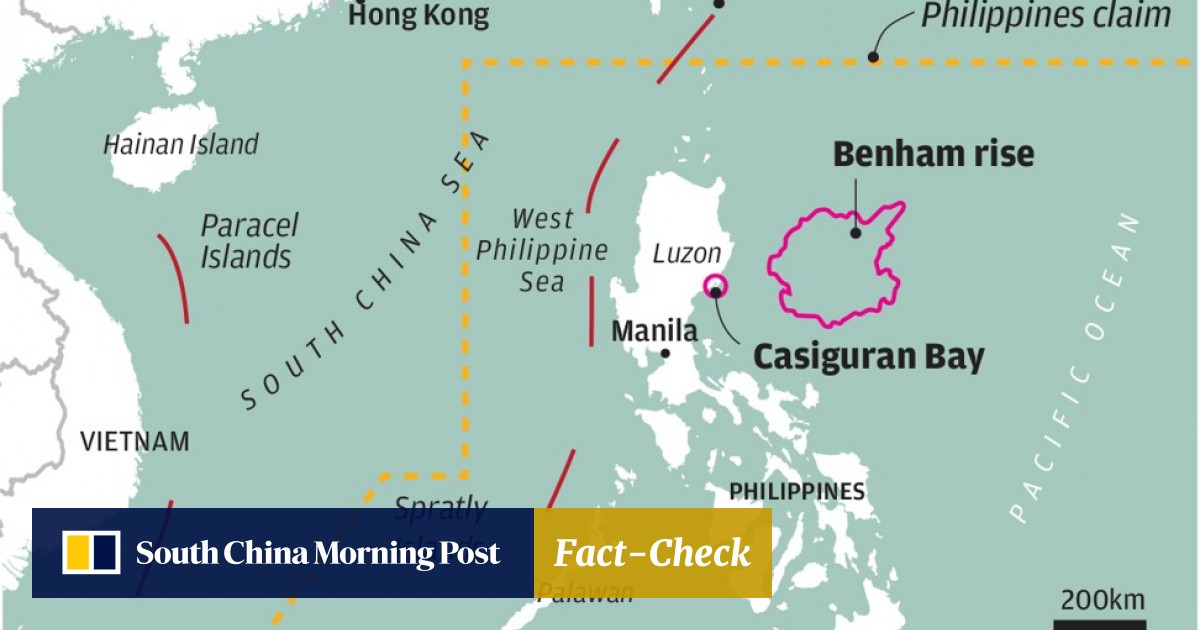 Hong Kong
Philippines claim
Hainan Island
Benham rise
Paracel
Islands
SOUTH CHINA SEA
West
Philippine
Sea
Luzon
Manila
Casiguran Bay
PACIFIC OCEAN
VIETNAM
Spratly
Islands
PHILIPPINES
South China Morning Post
Fact-Check
Palawan
200km